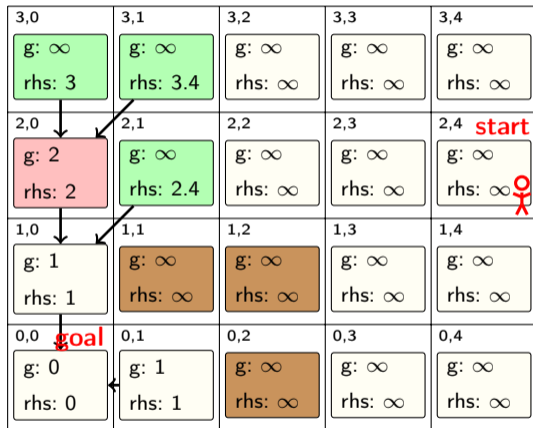 3,0 3,1 3,2 3,3 3,4
g: ∞ g: ∞ g: ∞ g: ∞ g: ∞
rhs: 3 rhs: 3.4 rhs: ∞ rhs: ∞ rhs: ∞
2,0 2,1 2,2 2,3 2,4 start
g: 2 g: ∞ g: ∞ g: ∞ g: ∞
rhs: 2 rhs: 2.4 rhs: ∞ rhs: ∞ rhs: ∞
1,0 1,1 1,2 1,3 1,4
g: 1 g: ∞ g: ∞ g: ∞ g: ∞
rhs: 1 rhs: ∞ rhs: ∞ rhs: ∞ rhs: ∞
0,0 goal 0,1 0,2 0,3 0,4
g: 0 g: 1 g: ∞ g: ∞ g: ∞
rhs: 0 rhs: 1 rhs: ∞ rhs: ∞ rhs: ∞